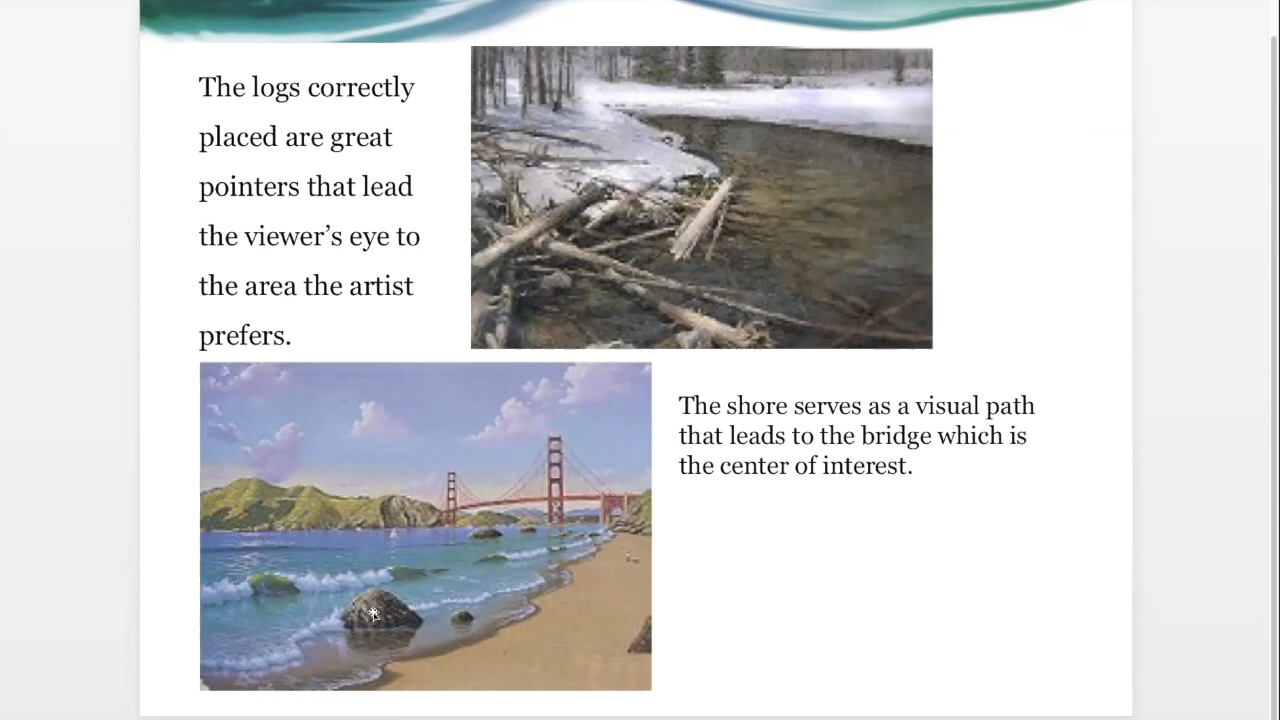 The logs correctly
placed are great
pointers that lead
the viewer’s eye to
the area the artist
prefers.
The shore serves as a visual path
that leads to the bridge which is
the center of interest.